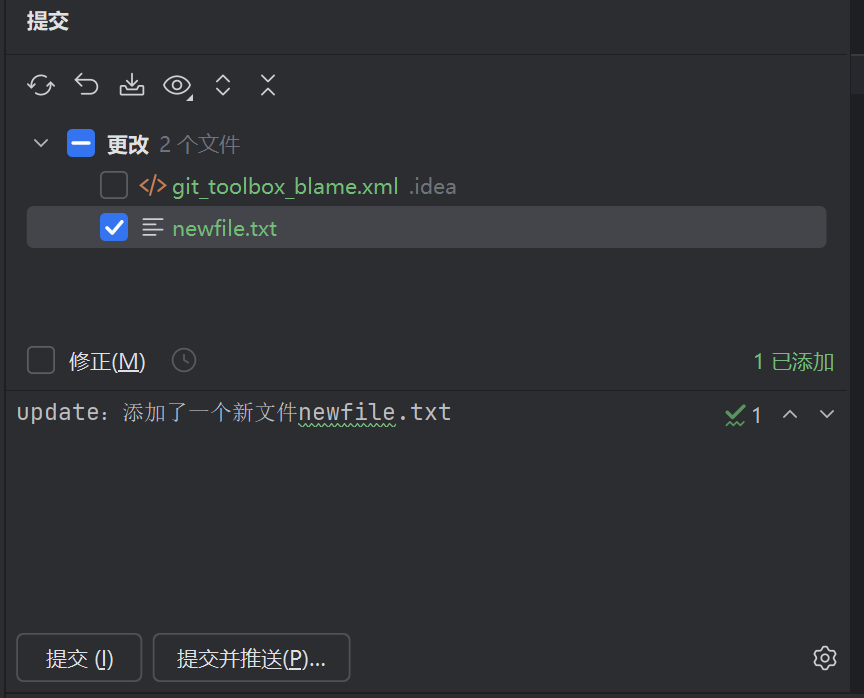 提交
更改 2 个文件
</> git_toolbox_blame.xml .idea
newfile.txt
修正(M) 1 已添加
update：添加了一个新文件newfile.txt 1
提交 (I) 提交并推送(P)...